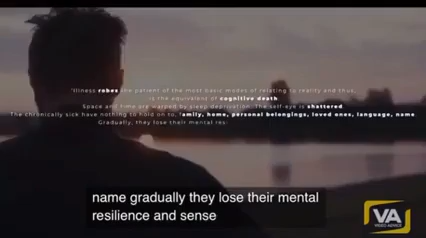 "Illness robes the patient of the most basic modes of relating to reality and thus,
is the equivalent of cognitive death.
Space and time are warped by sleep deprivation. The self-eye is shattered.
The chronically sick have nothing to hold on to, family, home, personal belongings, loved ones, language, name.
Gradually, they lose their mental res-
name gradually they lose their mental
resilience and sense
VA
VIDEO ADVICE